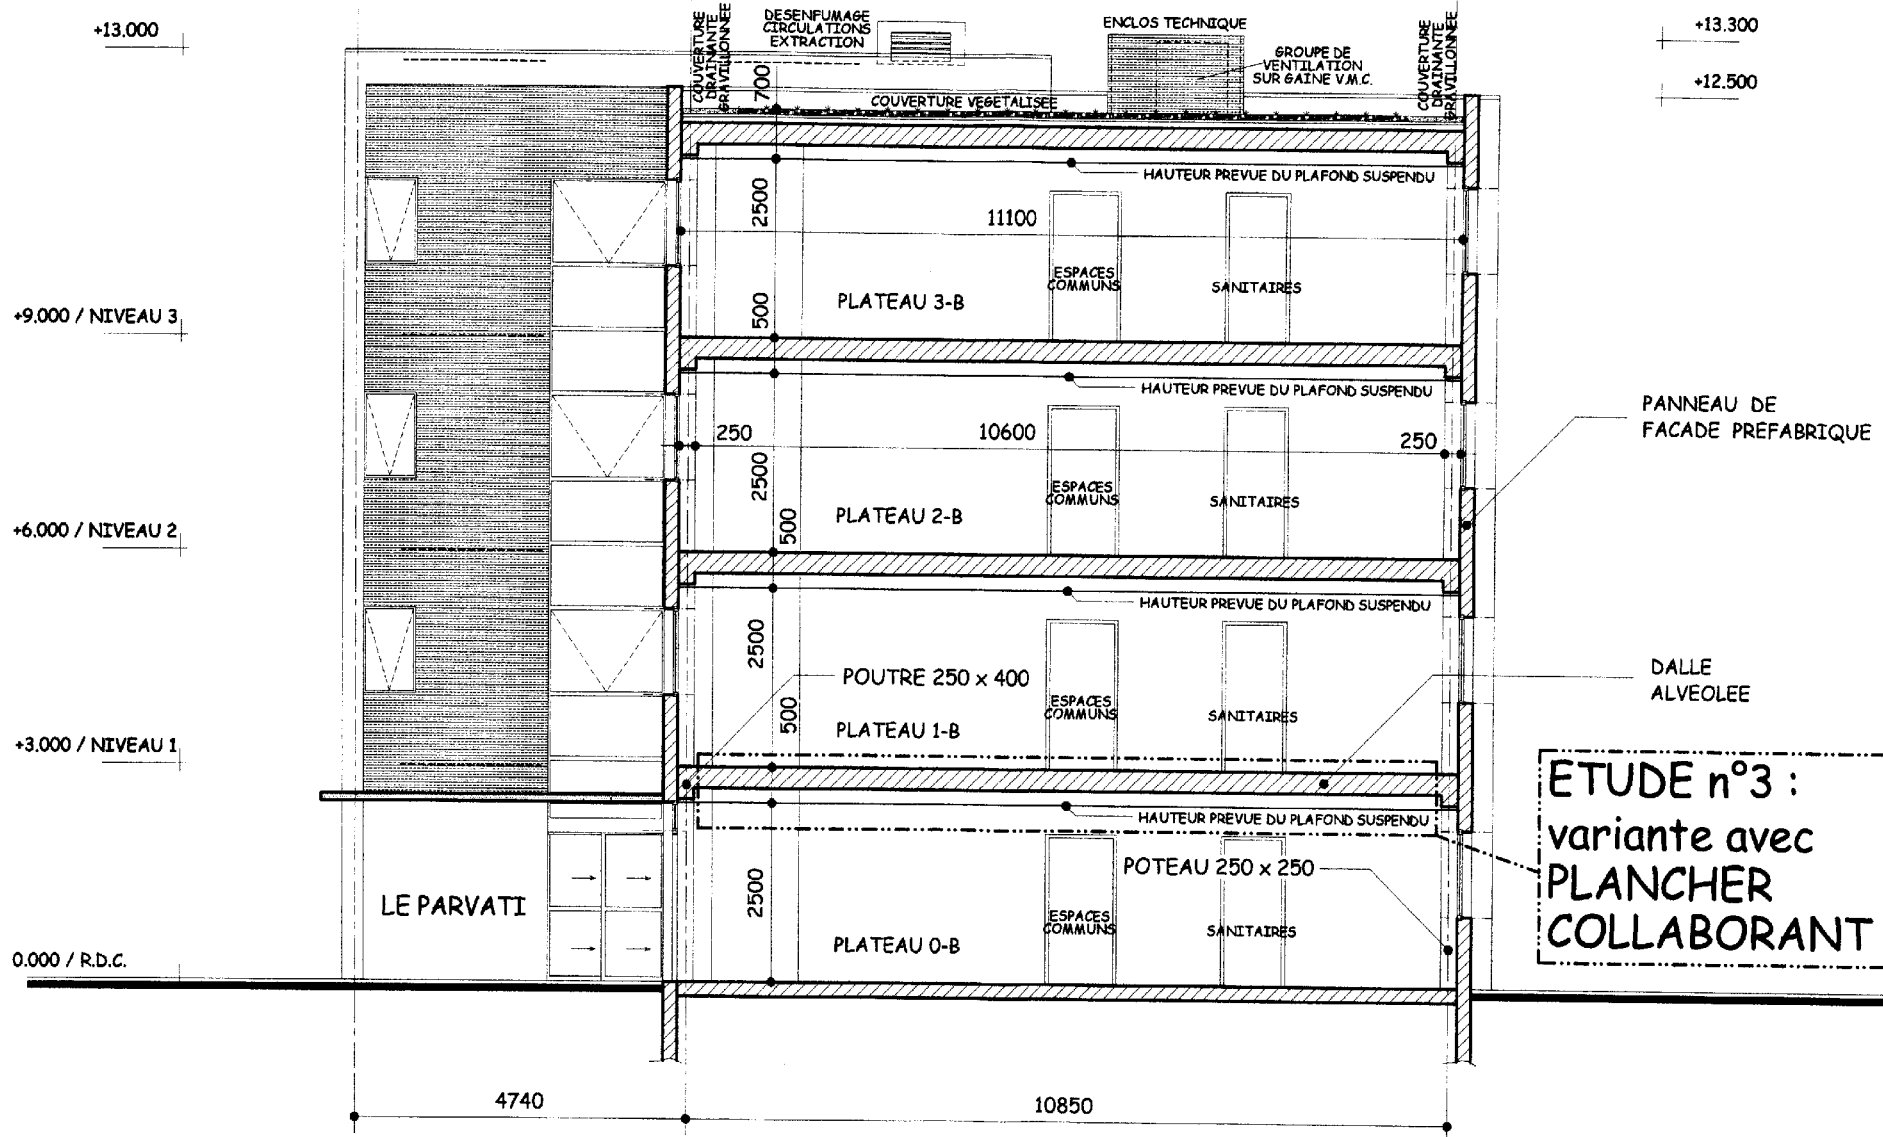 +13.000
COUVERTURE
DRAINANTE
GRAVILLONNEE
DESENFUMAGE
CIRCULATIONS
EXTRACTION
ENCLOS TECHNIQUE
GROUPE DE
VENTILATION
SUR GAINE V.M.C.
COUVERTURE
DRAINANTE
GRAVILLONNEE
+13.300
+12.500
700
COUVERTURE VEGETALISEE
HAUTEUR PREVUE DU PLAFOND SUSPENDU
2500
11100
ESPACES
COMMUNS
SANITAIRES
PLATEAU 3-B
500
+9.000 / NIVEAU 3
HAUTEUR PREVUE DU PLAFOND SUSPENDU
250
10600
250
PANNEAU DE
FACADE PREFABRIQUE
2500
ESPACES
COMMUNS
SANITAIRES
PLATEAU 2-B
500
+6.000 / NIVEAU 2
HAUTEUR PREVUE DU PLAFOND SUSPENDU
2500
POUTRE 250 x 400
DALLE
ALVEOLEE
ESPACES
COMMUNS
SANITAIRES
PLATEAU 1-B
500
+3.000 / NIVEAU 1
ETUDE n°3 :
variante avec
PLANCHER
COLLABORANT
HAUTEUR PREVUE DU PLAFOND SUSPENDU
POTEAU 250 x 250
2500
LE PARVATI
ESPACES
COMMUNS
SANITAIRES
PLATEAU 0-B
0.000 / R.D.C.
4740
10850